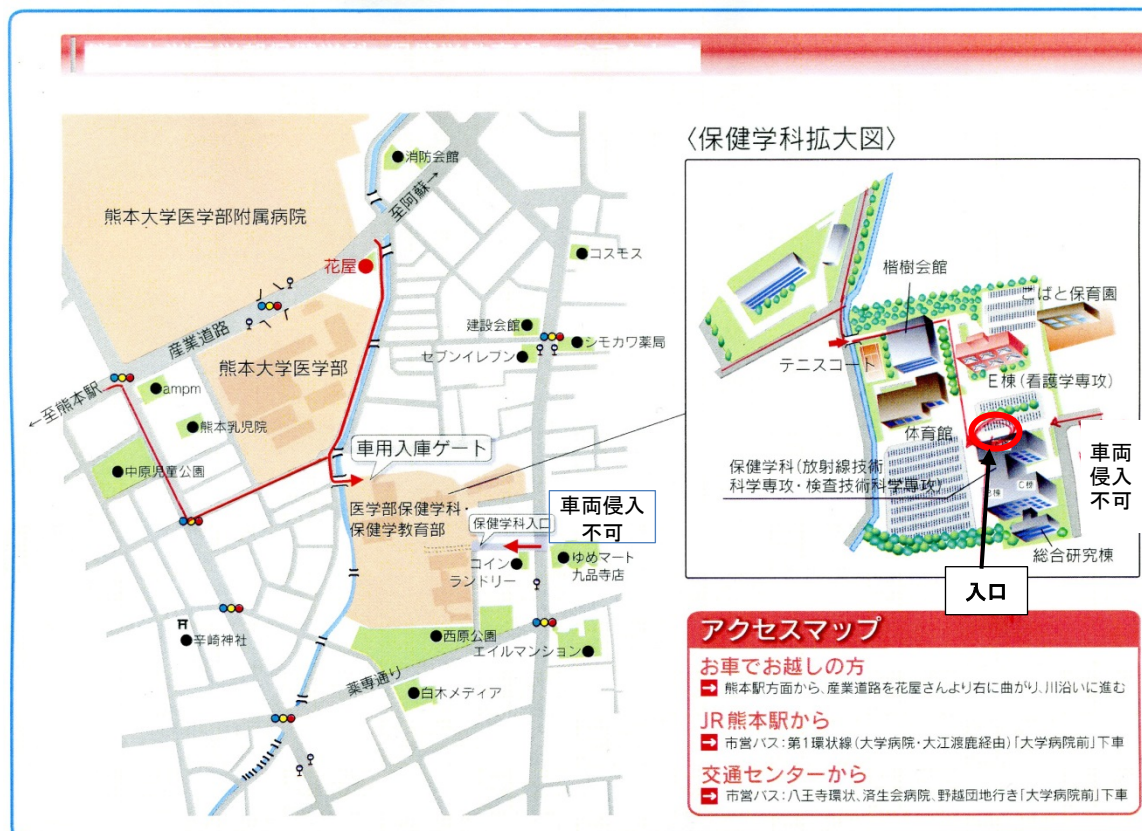 〈保健学科拡大図〉
消防会館
至阿蘇→
熊本大学医学部附属病院
花屋
コスモス
産業道路
建設会館
セブンイレブン
シモカワ薬局
熊本大学医学部
←至熊本駅
ampm
熊本乳児院
中原児童公園
車用入庫ゲート
医学部保健学科・
保健学教育部
保健学科入口
車両侵入
不可
コイン
ランドリー
ゆめマート
九品寺店
辛崎神社
西原公園
エイルマンション
薬専通り
白木メディア
楷樹会館
こばと保育園
テニスコート
E棟(看護学専攻)
体育館
保健学科(放射線技術
科学専攻・検査技術科学専攻)
B棟
C棟
車両
侵入
不可
総合研究棟
入口
アクセスマップ
お車でお越しの方
熊本駅方面から、産業道路を花屋さんより右に曲がり、川沿いに進む
JR熊本駅から
市営バス:第1環状線(大学病院・大江渡鹿経由)「大学病院前」下車
交通センターから
市営バス:八王寺環状、済生会病院、野越団地行き「大学病院前」下車